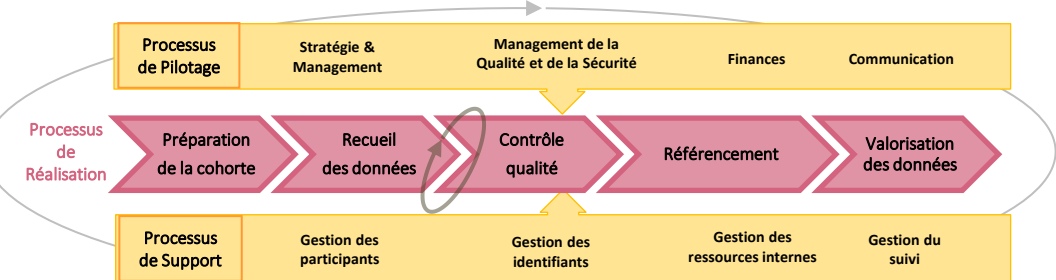 Processus
de Pilotage
Stratégie &
Management
Management de la
Qualité et de la Sécurité
Finances
Communication
Processus
de
Réalisation
Préparation
de la cohorte
Recueil
des données
Contrôle
qualité
Référencement
Valorisation
des données
Processus
de Support
Gestion des
participants
Gestion des
identifiants
Gestion des
ressources internes
Gestion du
suivi